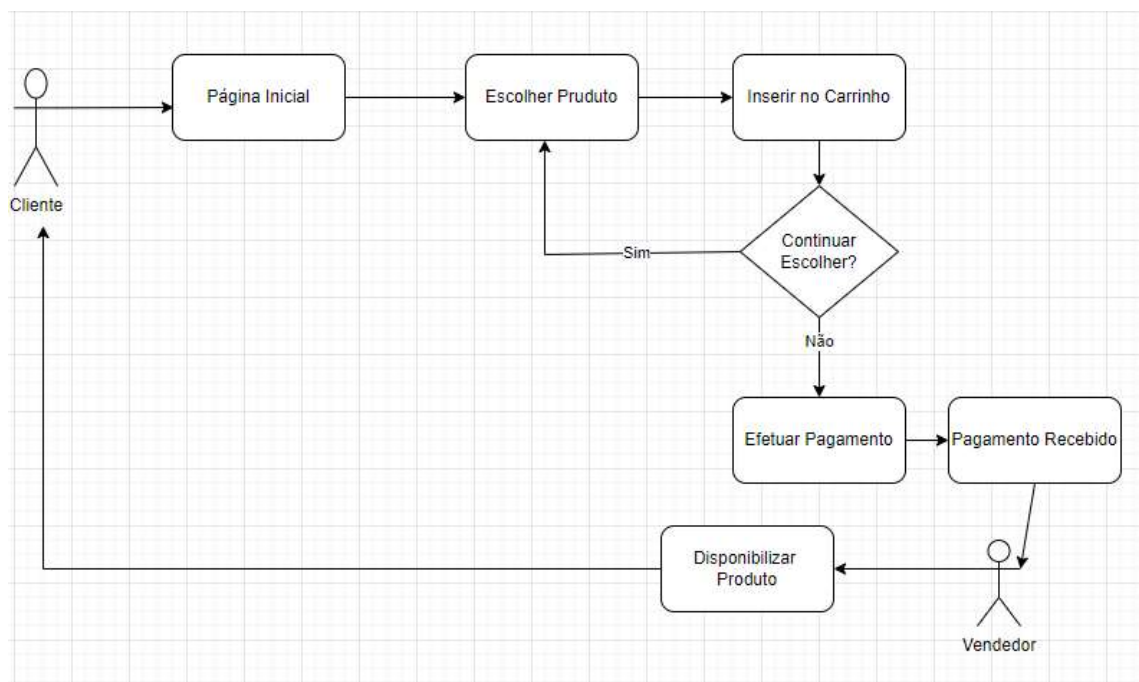 Página Inicial
Escolher Pruduto
Inserir no Carrinho
Cliente
Continuar
Escolher?
Sim
Não
Efetuar Pagamento
Pagamento Recebido
Disponibilizar
Produto
Vendedor